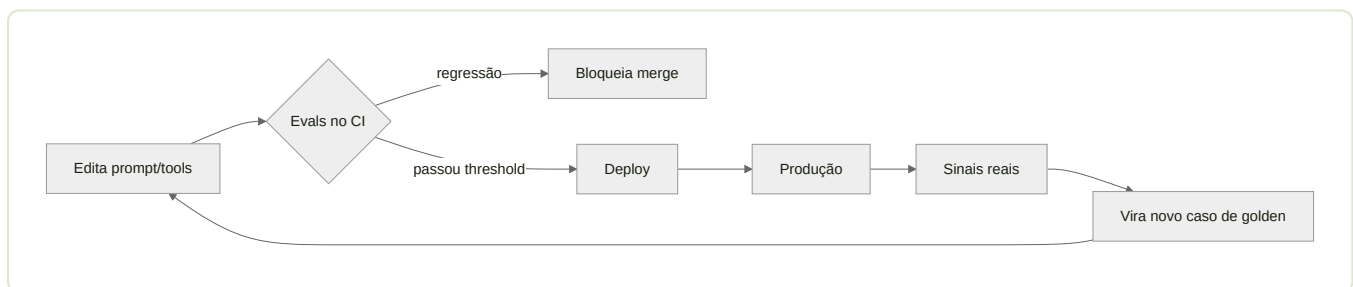 Edita prompt/tools
Evals no CI
regressão
Bloqueia merge
passou threshold
Deploy
Produção
Sinais reais
Vira novo caso de golden